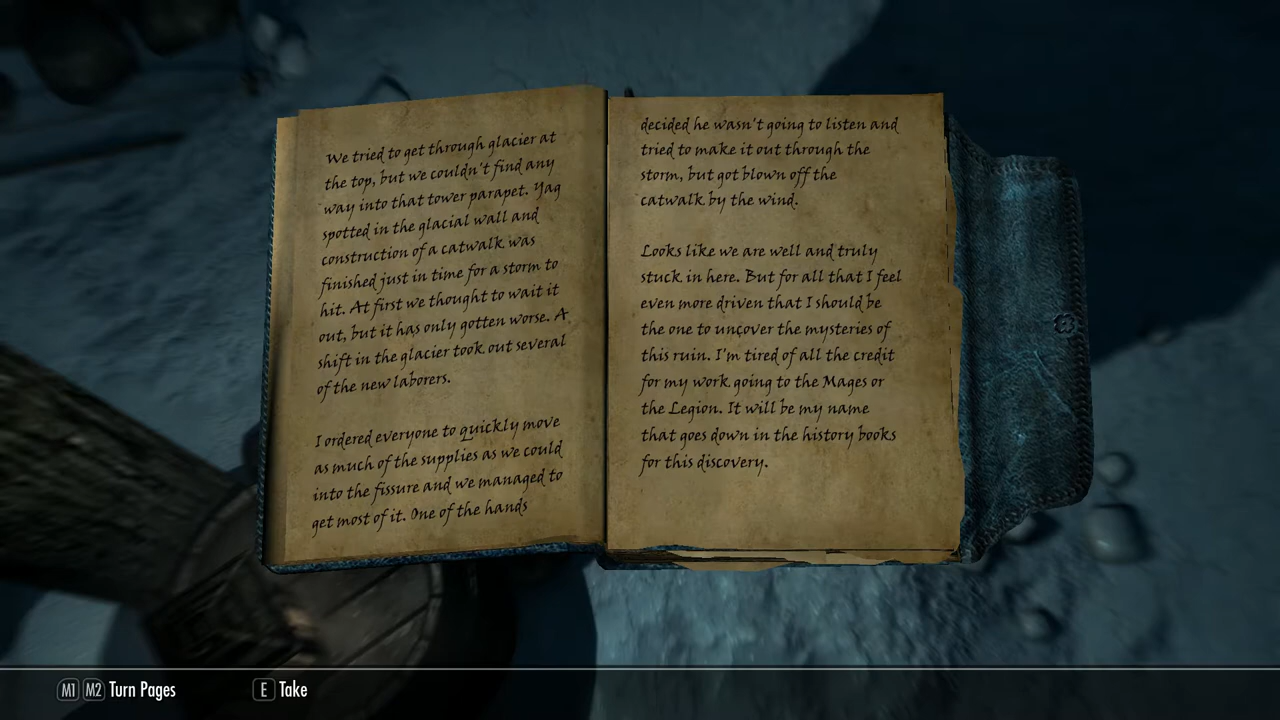 We tried to get through glacier at
the top, but we couldn't find any
way into that tower parapet. Yag
spotted in the glacial wall and
construction of a catwalk was
finished just in time for a storm to
hit. At first we thought to wait it
out, but it has only gotten worse. A
shift in the glacier took out several
of the new laborers.
I ordered everyone to quickly move
as much of the supplies as we could
into the fissure and we managed to
get most of it. One of the hands
decided he wasn't going to listen and
tried to make it out through the
storm, but got blown off the
catwalk by the wind.
Looks like we are well and truly
stuck in here. But for all that I feel
even more driven that I should be
the one to uncover the mysteries of
this ruin. I'm tired of all the credit
for my work going to the Mages or
the Legion. It will be my name
that goes down in the history books
for this discovery.
M1 M2 Turn Pages E Take